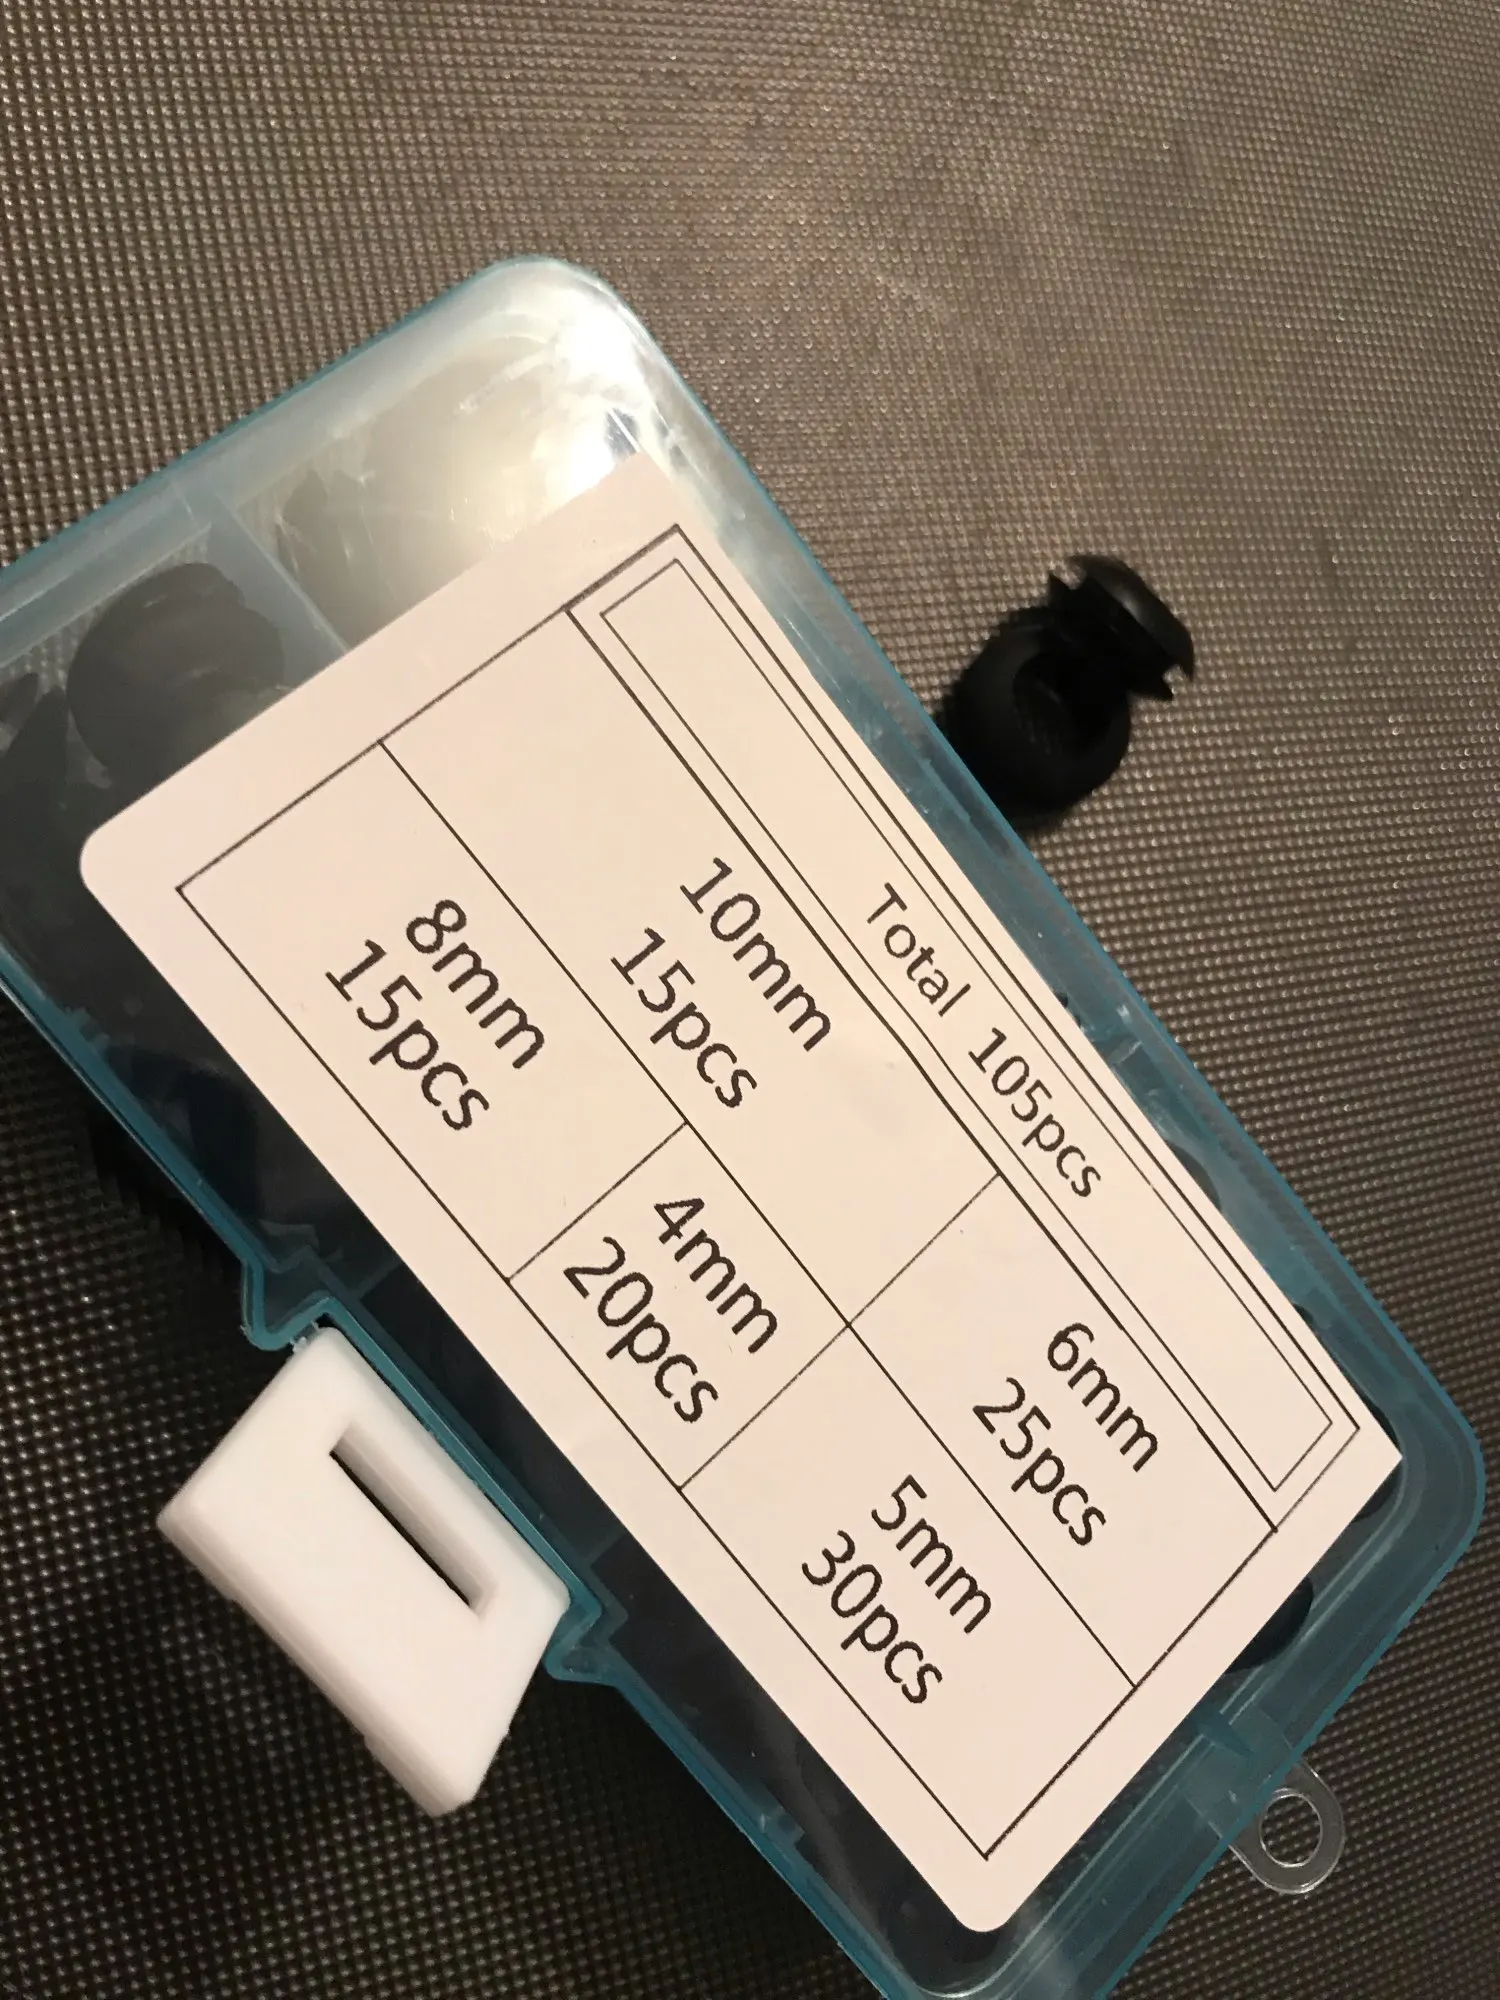 Total 105pcs
10mm
15pcs
6mm
25pcs
8mm
15pcs
4mm
20pcs
5mm
30pcs